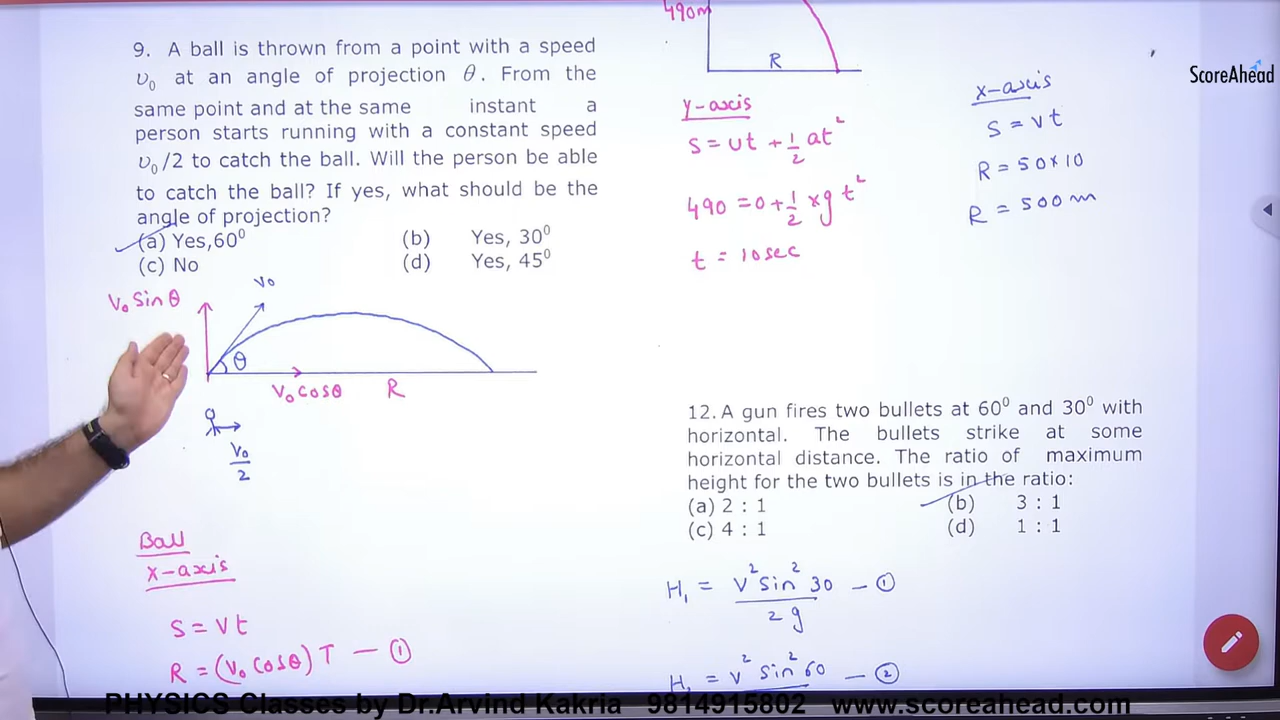 9. A ball is thrown from a point with a speed
υ₀ at an angle of projection θ. From the
same point and at the same instant a
person starts running with a constant speed
υ₀/2 to catch the ball. Will the person be able
to catch the ball? If yes, what should be the
angle of projection?
(a) Yes,60⁰ (b) Yes, 30⁰
(c) No (d) Yes, 45⁰
V₀ Sin θ
V₀
θ
V₀ Cosθ R
V₀/2
Ball
X-axis
S = Vt
R = (V₀ Cosθ) T — ①
490m
R
y-axis
S = ut + 1/2 at²
490 = 0 + 1/2 × g t²
t = 10sec
x-axis
S = vt
R = 50×10
R = 500m
ScoreAhead
12. A gun fires two bullets at 60⁰ and 30⁰ with
horizontal. The bullets strike at some
horizontal distance. The ratio of maximum
height for the two bullets is in the ratio:
(a) 2 : 1 (b) 3 : 1
(c) 4 : 1 (d) 1 : 1
H₁ = V² Sin² 30 / 2g — ①
H₁ = V² Sin² 60 — ②
PHYSICS Classes by Dr.Arvind Kakria 9814915802 www.scoreahead.com